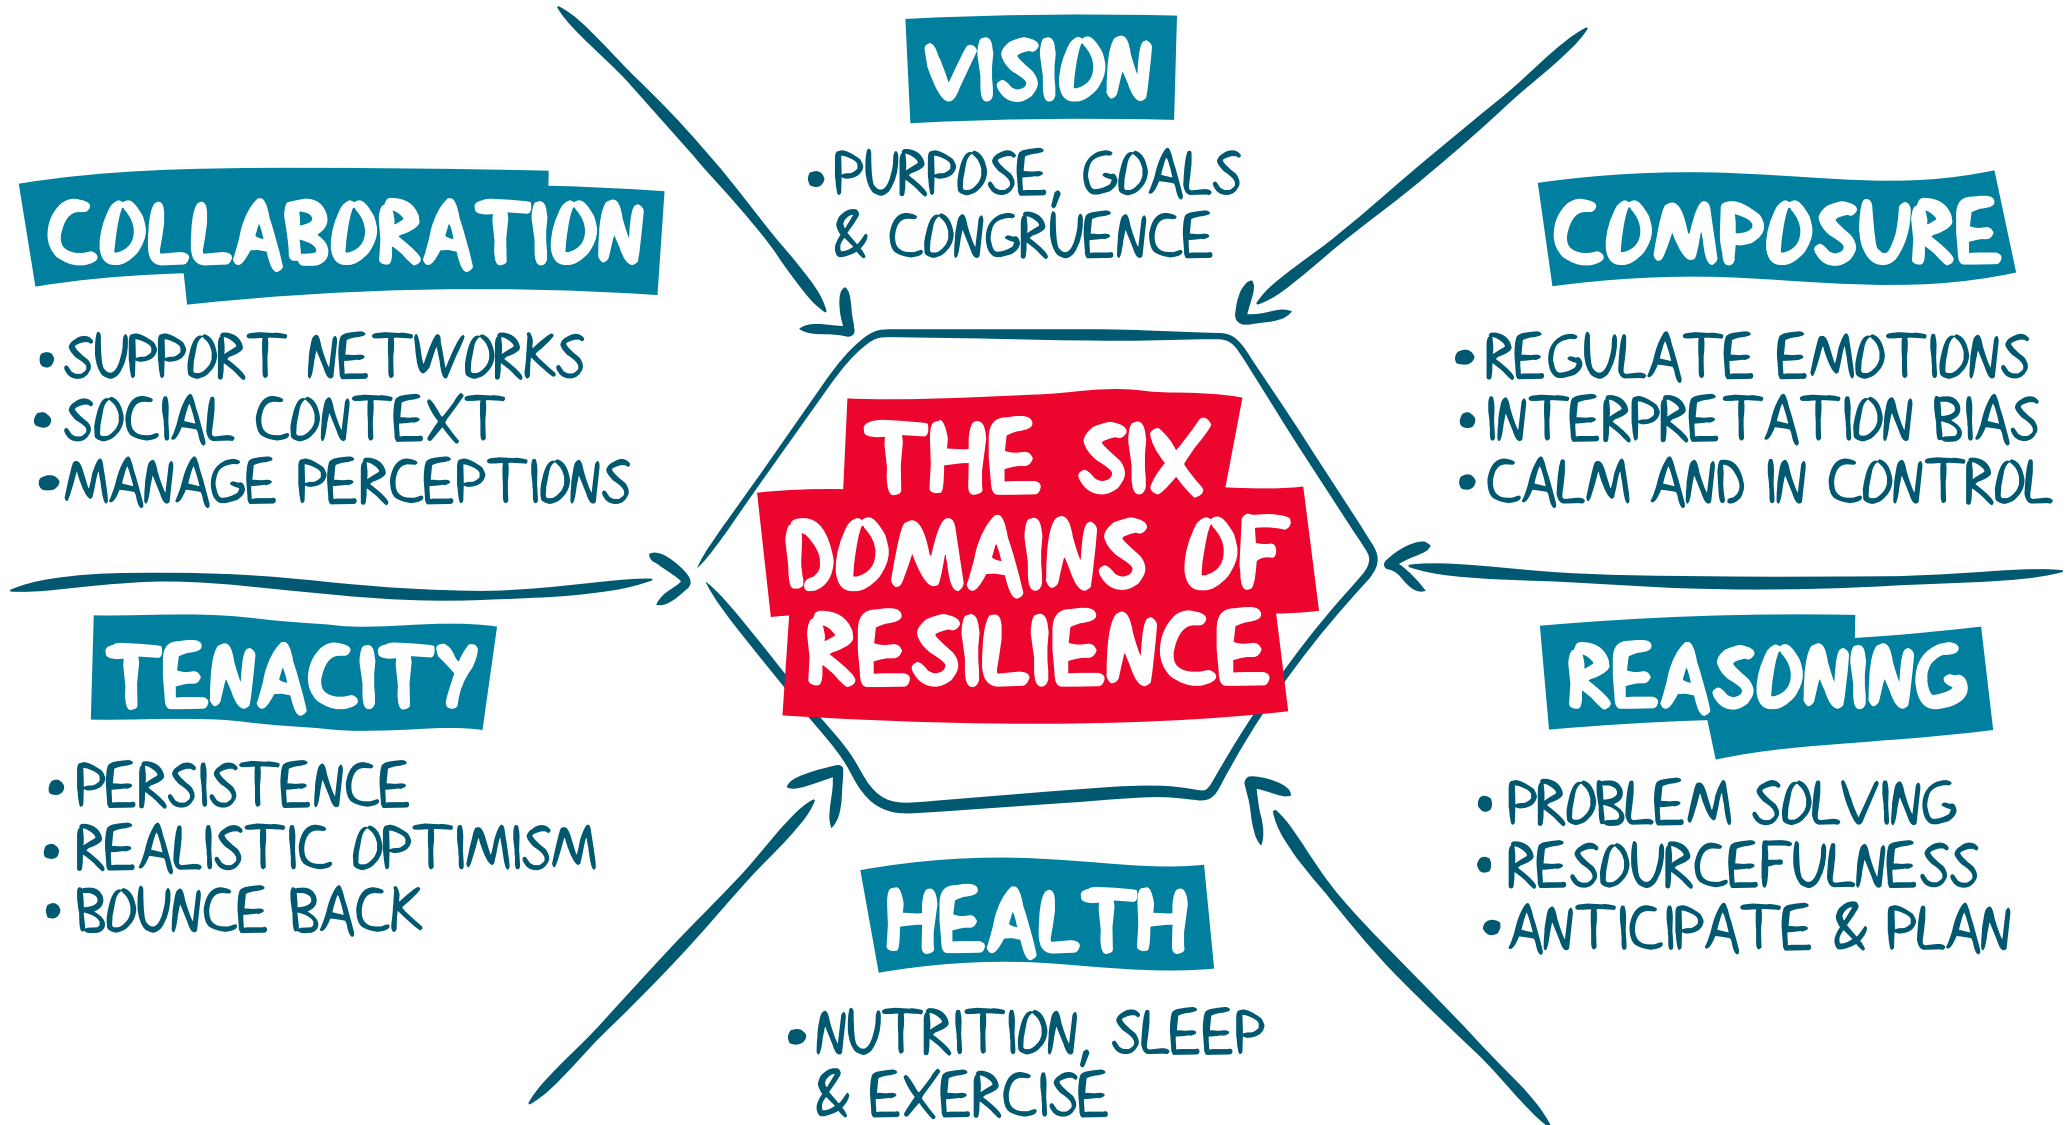 VISION
• PURPOSE, GOALS
& CONGRUENCE
COLLABORATION
• SUPPORT NETWORKS
• SOCIAL CONTEXT
• MANAGE PERCEPTIONS
COMPOSURE
• REGULATE EMOTIONS
• INTERPRETATION BIAS
• CALM AND IN CONTROL
THE SIX
DOMAINS OF
RESILIENCE
TENACITY
• PERSISTENCE
• REALISTIC OPTIMISM
• BOUNCE BACK
REASONING
• PROBLEM SOLVING
• RESOURCEFULNESS
• ANTICIPATE & PLAN
HEALTH
• NUTRITION, SLEEP
& EXERCISE